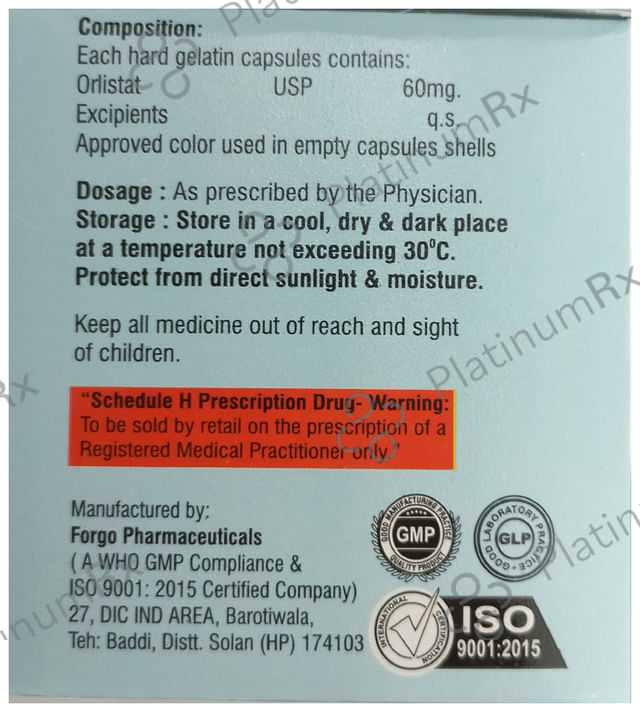 Composition:
Each hard gelatin capsules contains:
Orlistat USP 60mg.
Excipients q.s.
Approved color used in empty capsules shells
Dosage : As prescribed by the Physician.
Storage : Store in a cool, dry & dark place
at a temperature not exceeding 30⁰C.
Protect from direct sunlight & moisture.
Keep all medicine out of reach and sight
of children.
"Schedule H Prescription Drug- Warning:
To be sold by retail on the prescription of a
Registered Medical Practitioner only."
Manufactured by:
Forgo Pharmaceuticals
( A WHO GMP Compliance &
ISO 9001: 2015 Certified Company)
27, DIC IND AREA, Barotiwala,
Teh: Baddi, Distt. Solan (HP) 174103
GOOD MANUFACTURING PRACTICE
GMP
QUALITY PRODUCT
GOOD LABORATORY PRACTICE
GLP
INTERNATIONAL CERTIFICATION
ISO
9001:2015
PlatinumRx
PlatinumRx
PlatinumRx
Rx
Platin
inumRx